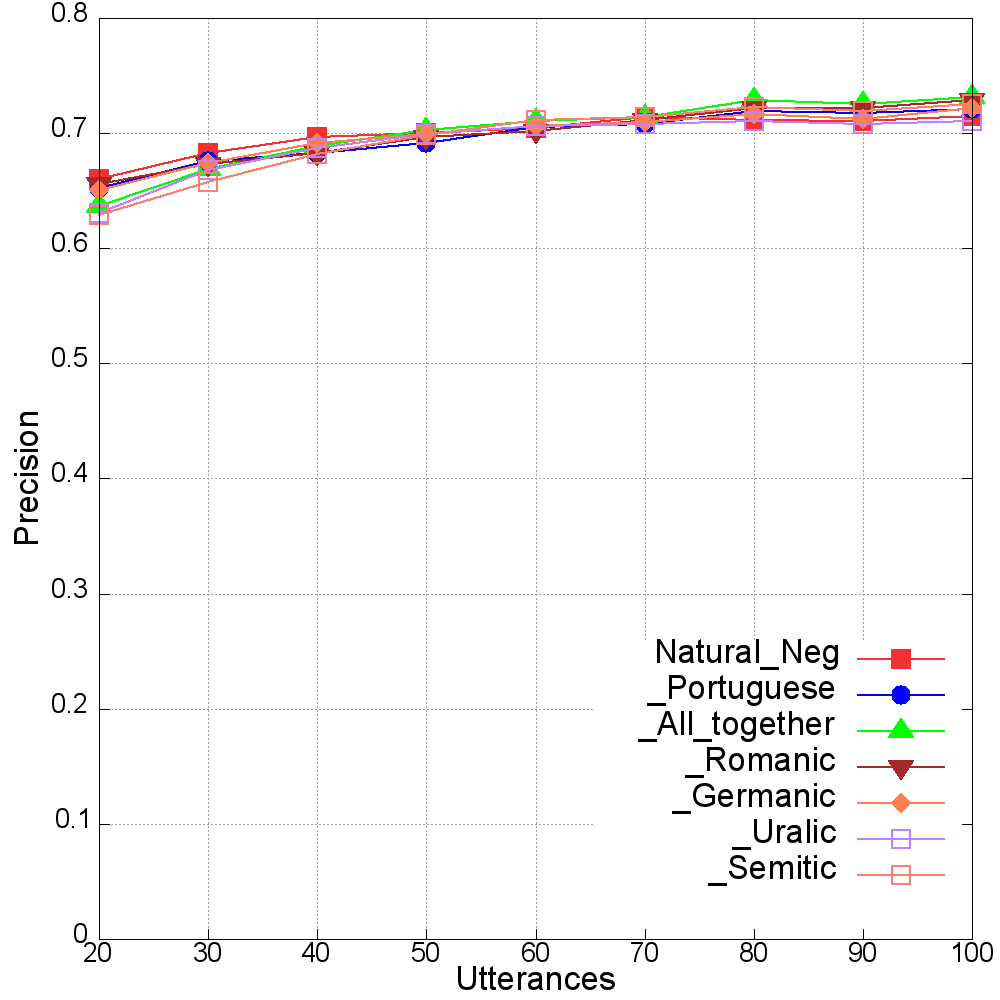 0.8
0.7
0.6
0.5
0.4
0.3
0.2
0.1
0
Precision
Natural_Neg
_Portuguese
_All_together
_Romanic
_Germanic
_Uralic
_Semitic
20 30 40 50 60 70 80 90 100
Utterances